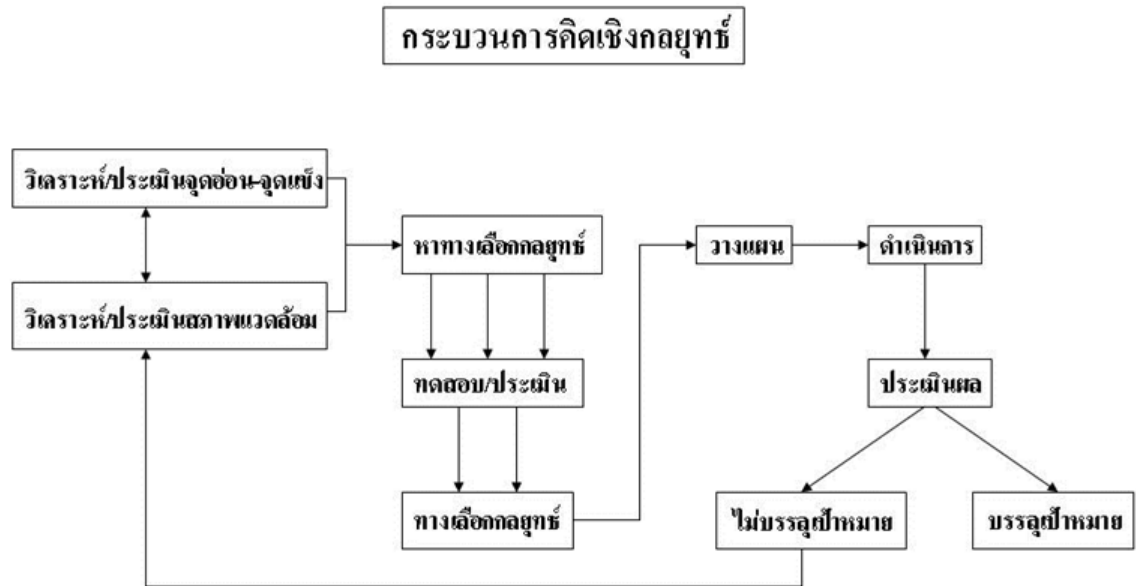 กระบวนการคิดเชิงกลยุทธ์
วิเคราะห์/ประเมินจุดอ่อน-จุดแข็ง
วิเคราะห์/ประเมินสภาพแวดล้อม
หาทางเลือกกลยุทธ์
ทดสอบ/ประเมิน
ทางเลือกกลยุทธ์
วางแผน
ดำเนินการ
ประเมินผล
ไม่บรรลุเป้าหมาย
บรรลุเป้าหมาย